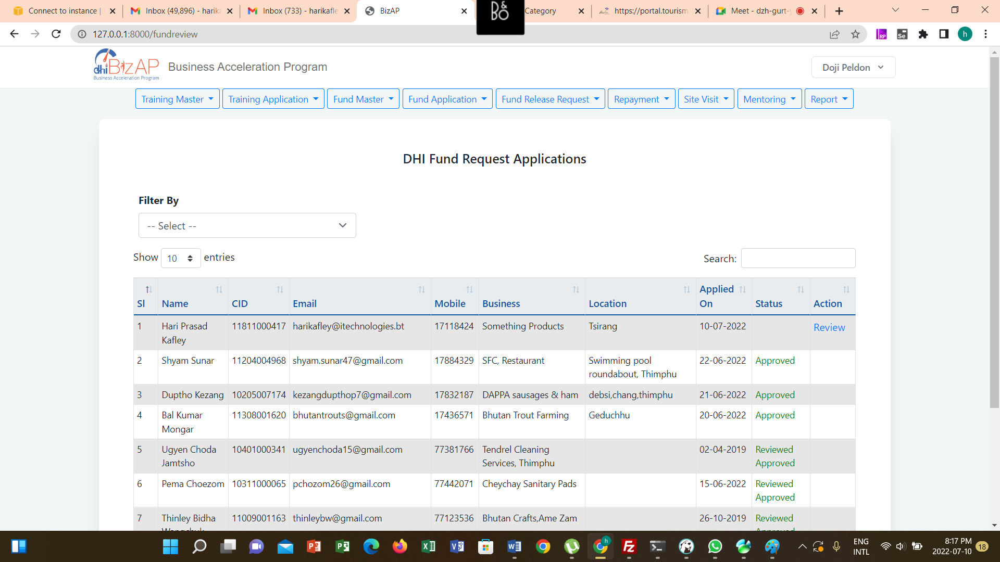 Connect to instance |
Inbox (49,896) - harik
Inbox (733) - harikafle
BizAP
B&O
Category
https://portal.tourism
Meet - dzh-gurt-
127.0.0.1:8000/fundreview
RP
Se
h
dhi BizAP
Business Acceleration Program
Business Acceleration Program
Doji Peldon
Training Master
Training Application
Fund Master
Fund Application
Fund Release Request
Repayment
Site Visit
Mentoring
Report
DHI Fund Request Applications
Filter By
-- Select --
Show 10 entries
Search:
Sl Name CID Email Mobile Business Location Applied On Status Action
1 Hari Prasad Kafley 11811000417 harikafley@itechnologies.bt 17118424 Something Products Tsirang 10-07-2022 Review
2 Shyam Sunar 11204004968 shyam.sunar47@gmail.com 17884329 SFC, Restaurant Swimming pool roundabout, Thimphu 22-06-2022 Approved
3 Duptho Kezang 10205007174 kezangdupthop7@gmail.com 17832187 DAPPA sausages & ham debsi,chang,thimphu 21-06-2022 Approved
4 Bal Kumar Mongar 11308001620 bhutantrouts@gmail.com 17436571 Bhutan Trout Farming Geduchhu 20-06-2022 Approved
5 Ugyen Choda Jamtsho 10401000341 ugyenchoda15@gmail.com 77381766 Tendrel Cleaning Services, Thimphu 02-04-2019 Reviewed Approved
6 Pema Choezom 10311000065 pchozom26@gmail.com 77442071 Cheychay Sanitary Pads 15-06-2022 Reviewed Approved
7 Thinley Bidha 11009001163 thinleybw@gmail.com 77123536 Bhutan Crafts,Ame Zam 26-10-2019 Reviewed
h
ENG
INTL
8:17 PM
2022-07-10
18